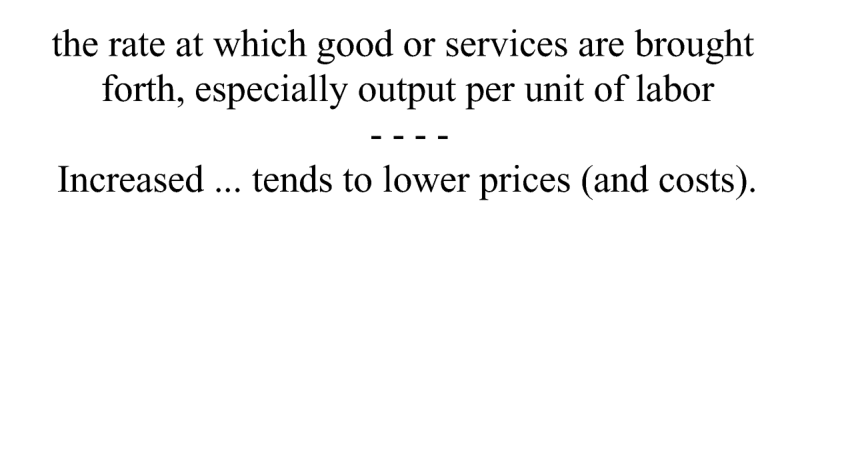 the rate at which good or services are brought
forth, especially output per unit of labor
- - - -
Increased ... tends to lower prices (and costs).